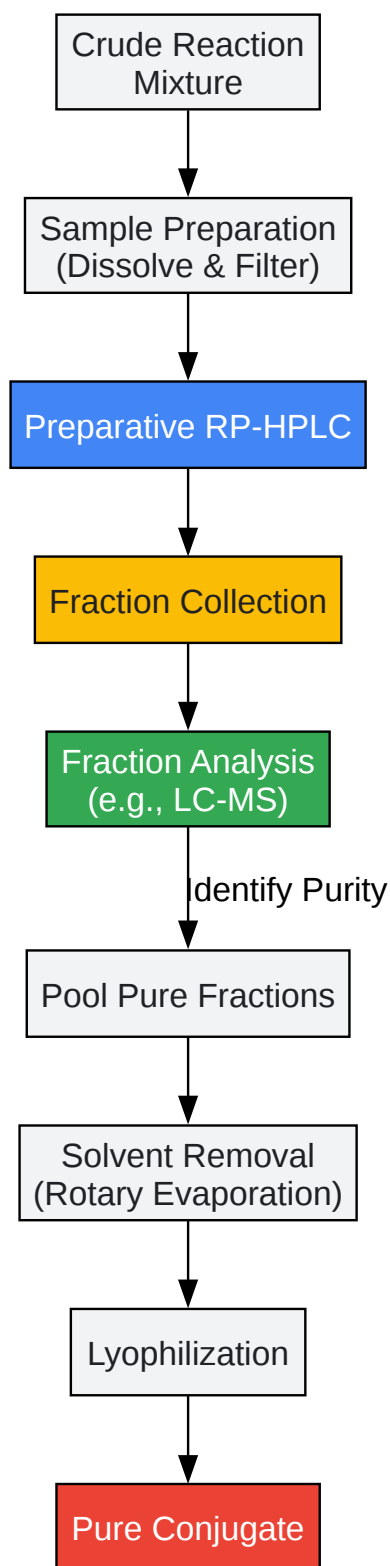 Crude Reaction
Mixture
Sample Preparation
(Dissolve & Filter)
Preparative RP-HPLC
Fraction Collection
Fraction Analysis
(e.g., LC-MS)
Identify Purity
Pool Pure Fractions
Solvent Removal
(Rotary Evaporation)
Lyophilization
Pure Conjugate